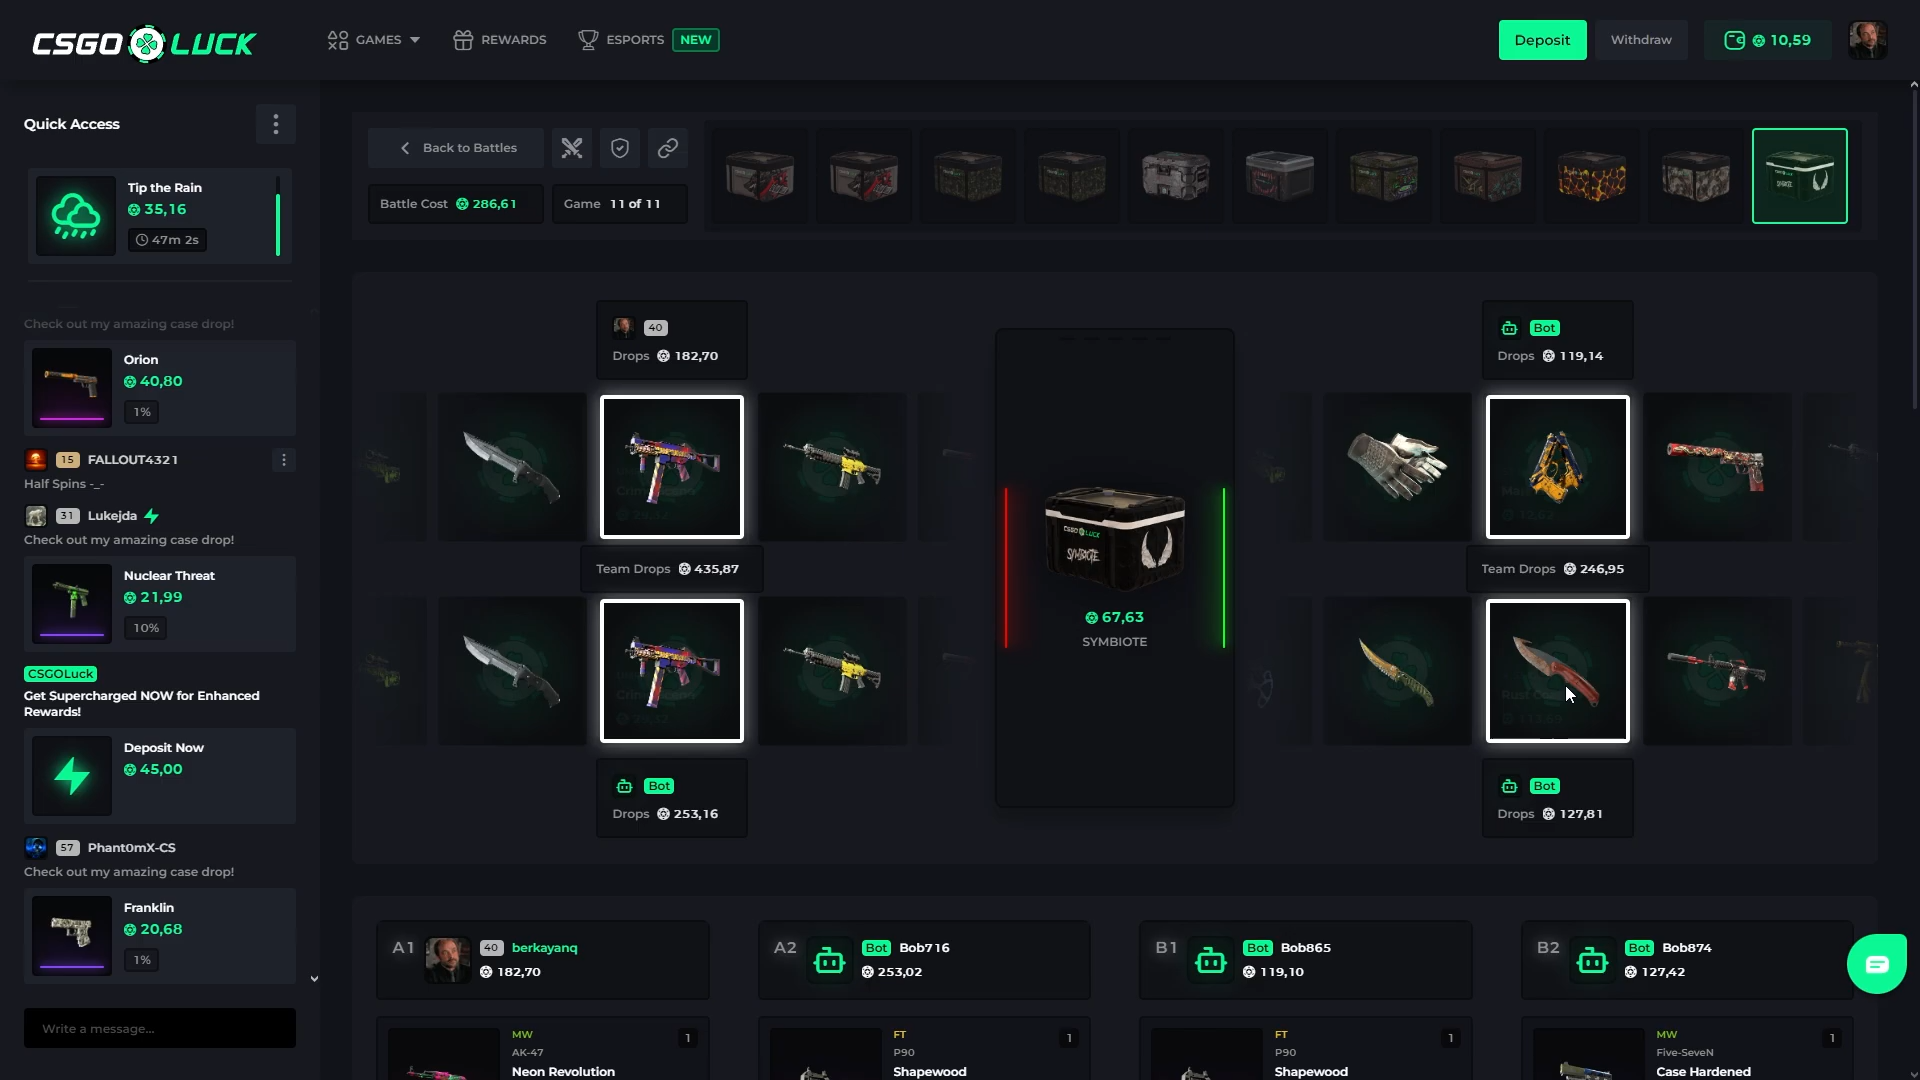 CSGO LUCK
GAMES
REWARDS
ESPORTS NEW
Deposit
Withdraw
10,59
Quick Access
Tip the Rain
35,16
47m 2s
Check out my amazing case drop!
Orion
40,80
1%
15 FALLOUT4321
Half Spins -_-
31 Lukejda
Check out my amazing case drop!
Nuclear Threat
21,99
10%
CSGOLuck
Get Supercharged NOW for Enhanced
Rewards!
Deposit Now
45,00
57 Phant0mX-CS
Check out my amazing case drop!
Franklin
20,68
1%
Write a message...
Back to Battles
Battle Cost 286,61
Game 11 of 11
40
Drops 182,70
Team Drops 435,87
Bot
Drops 253,16
CSGO LUCK
SYMBIOTE
67,63
SYMBIOTE
Bot
Drops 119,14
Team Drops 246,95
Bot
Drops 127,81
A1 40 berkayanq
182,70
A2 Bot Bob716
253,02
B1 Bot Bob865
119,10
B2 Bot Bob874
127,42
MW 1
AK-47
Neon Revolution
FT 1
P90
Shapewood
FT 1
P90
Shapewood
MW 1
Five-SeveN
Case Hardened